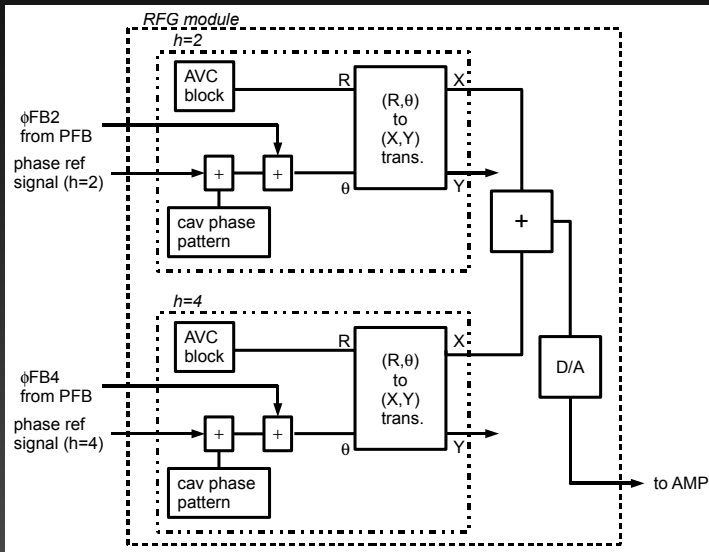 RFG module
h=2
AVC
block
R
(R,θ)
to
(X,Y)
trans.
X
ϕFB2
from PFB
phase ref
signal (h=2)
+
+
θ
Y
cav phase
pattern
+
h=4
AVC
block
R
(R,θ)
to
(X,Y)
trans.
X
D/A
ϕFB4
from PFB
phase ref
signal (h=4)
+
+
θ
Y
cav phase
pattern
to AMP